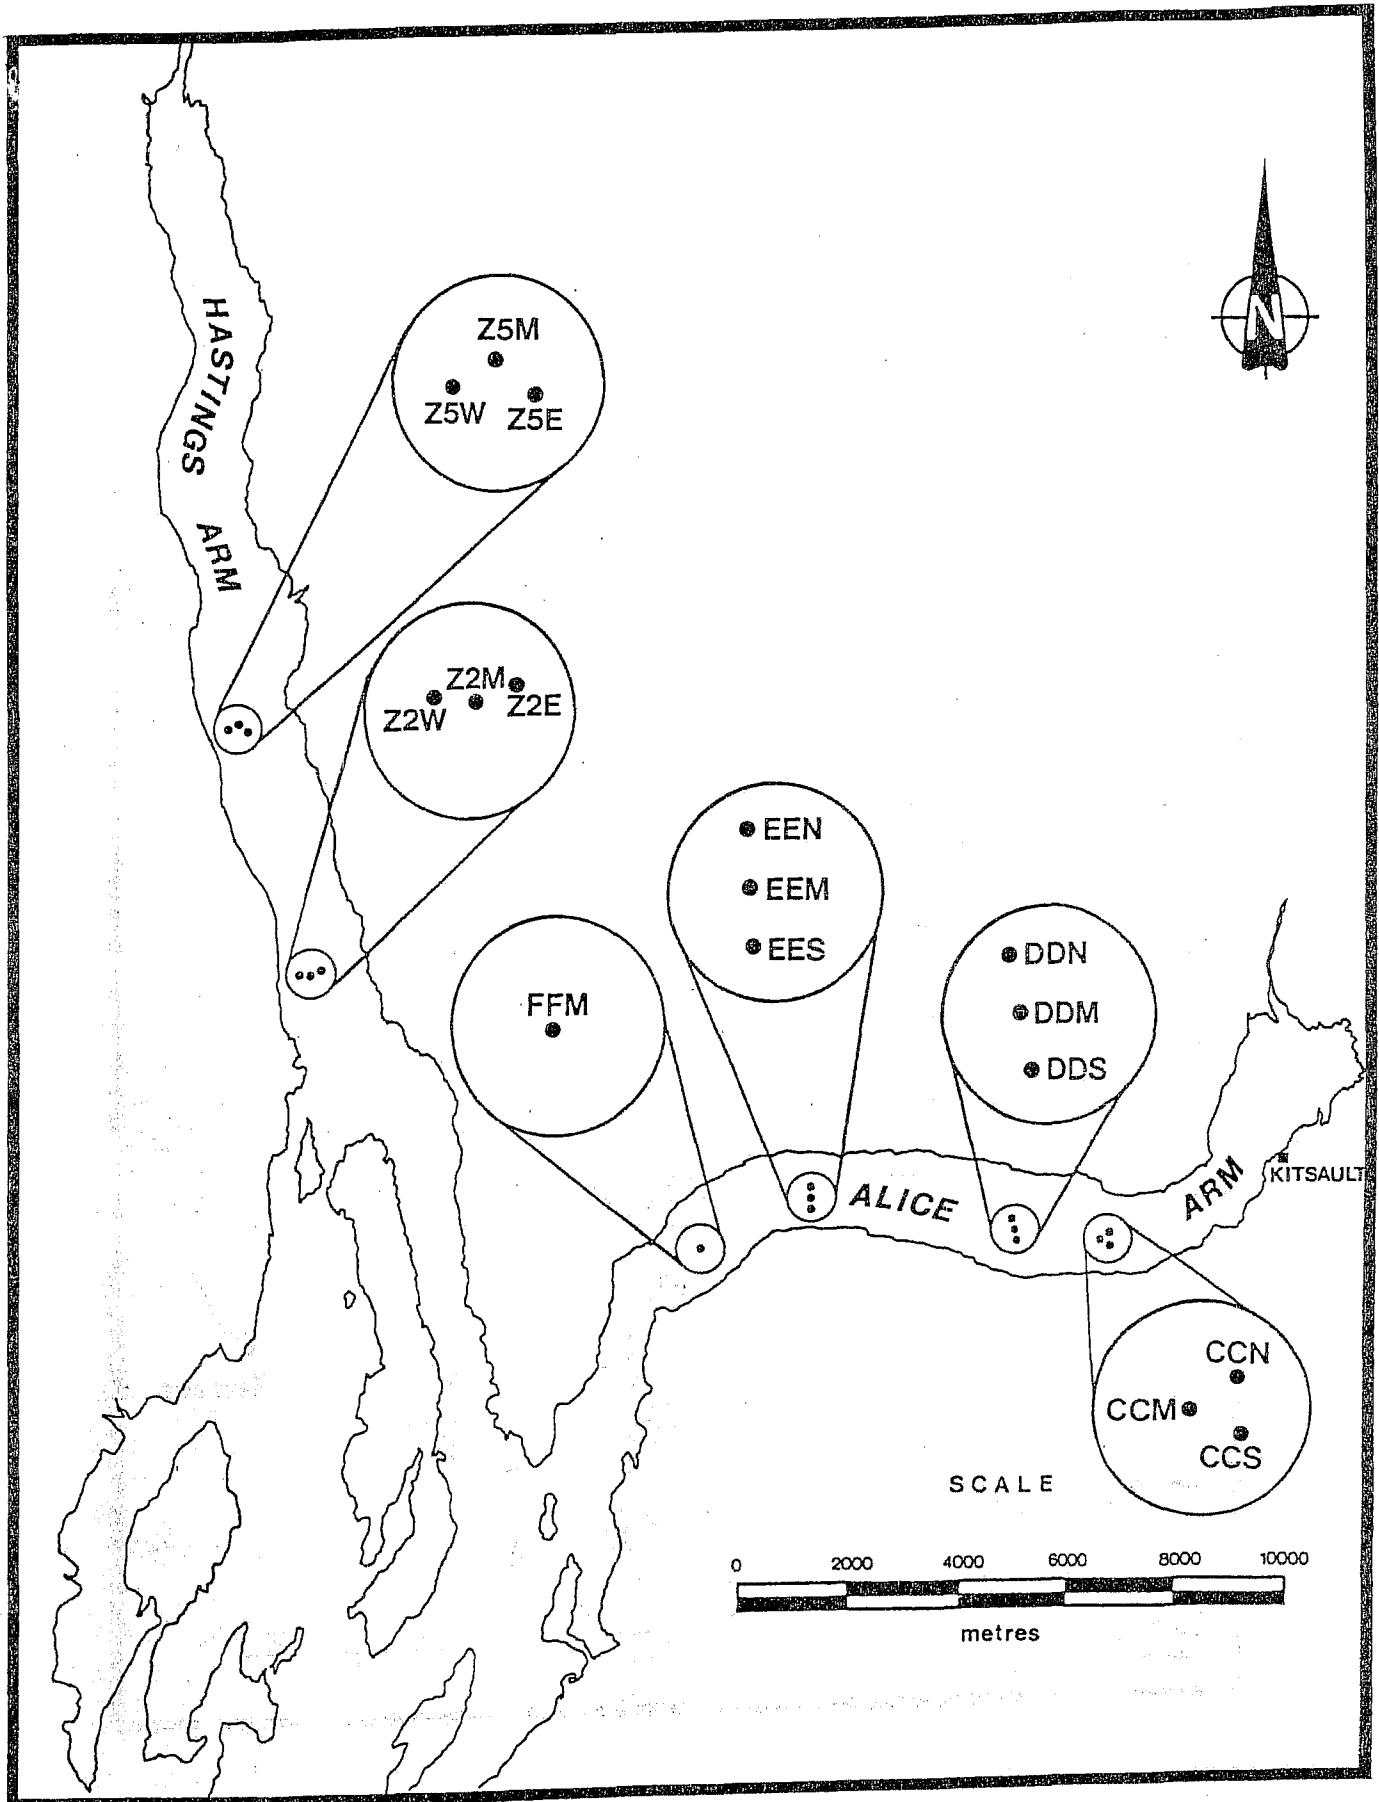 N
HASTINGS ARM
Z5M
Z5W
Z5E
Z2M
Z2W
Z2E
EEN
EEM
EES
FFM
DDN
DDM
DDS
ALICE ARM
KITSAULT
CCN
CCM
CCS
SCALE
0 2000 4000 6000 8000 10000
metres